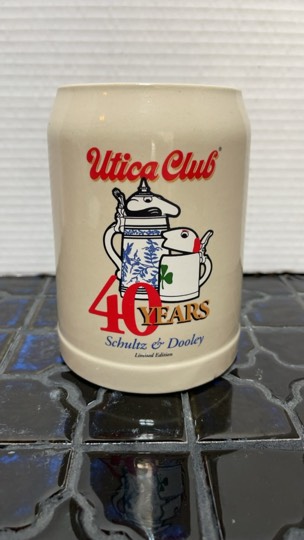 Utica Club®
40 YEARS
Schultz & Dooley
Limited Edition